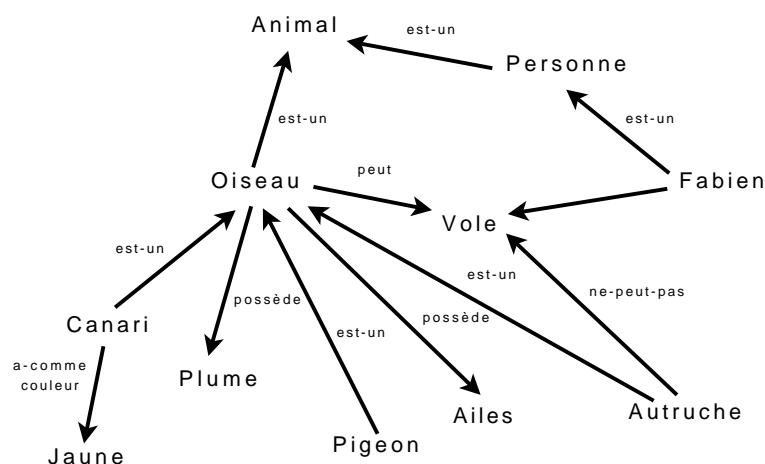 Animal
est-un
Personne
est-un
est-un
peut
Oiseau
Fabien
Vole
est-un
est-un
ne-peut-pas
possède
possède
Canari
est-un
a-comme
couleur
Plume
Ailes
Autruche
Pigeon
Jaune